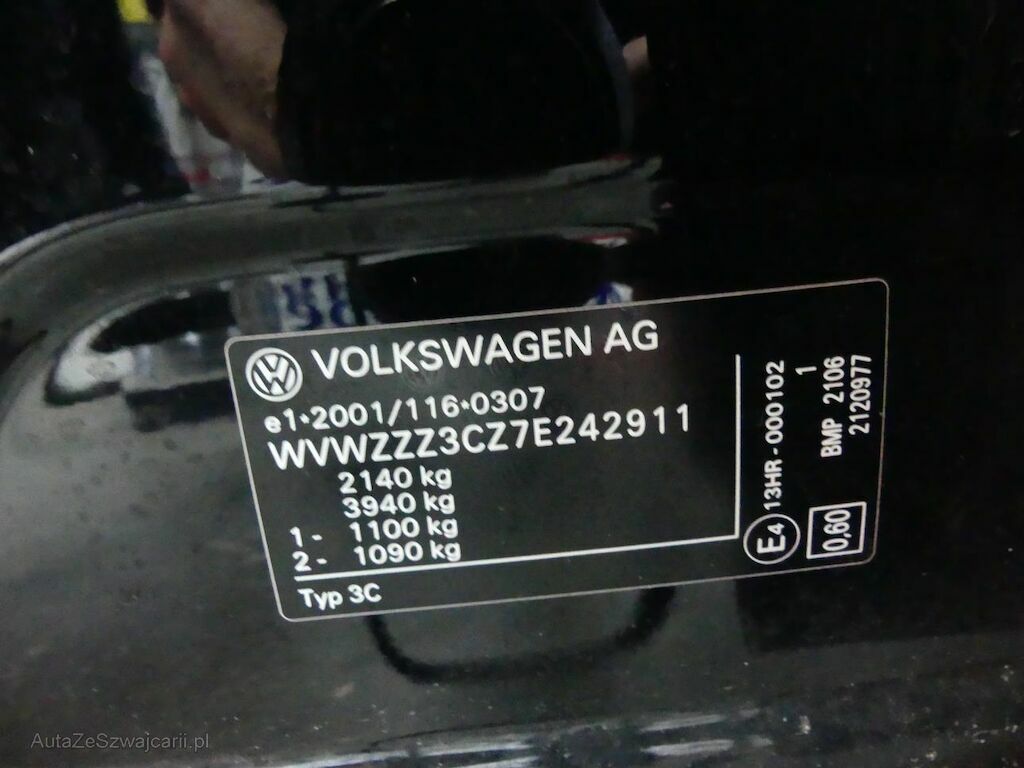 VOLKSWAGEN AG
e1*2001/116*0307
WVWZZZ3CZ7E242911
2140 kg
3940 kg
1 - 1100 kg
2 - 1090 kg
Typ 3C
E4 13HR-000102
1
BMP 2106
2120977
0,60
AutaZeSzwajcarii.pl